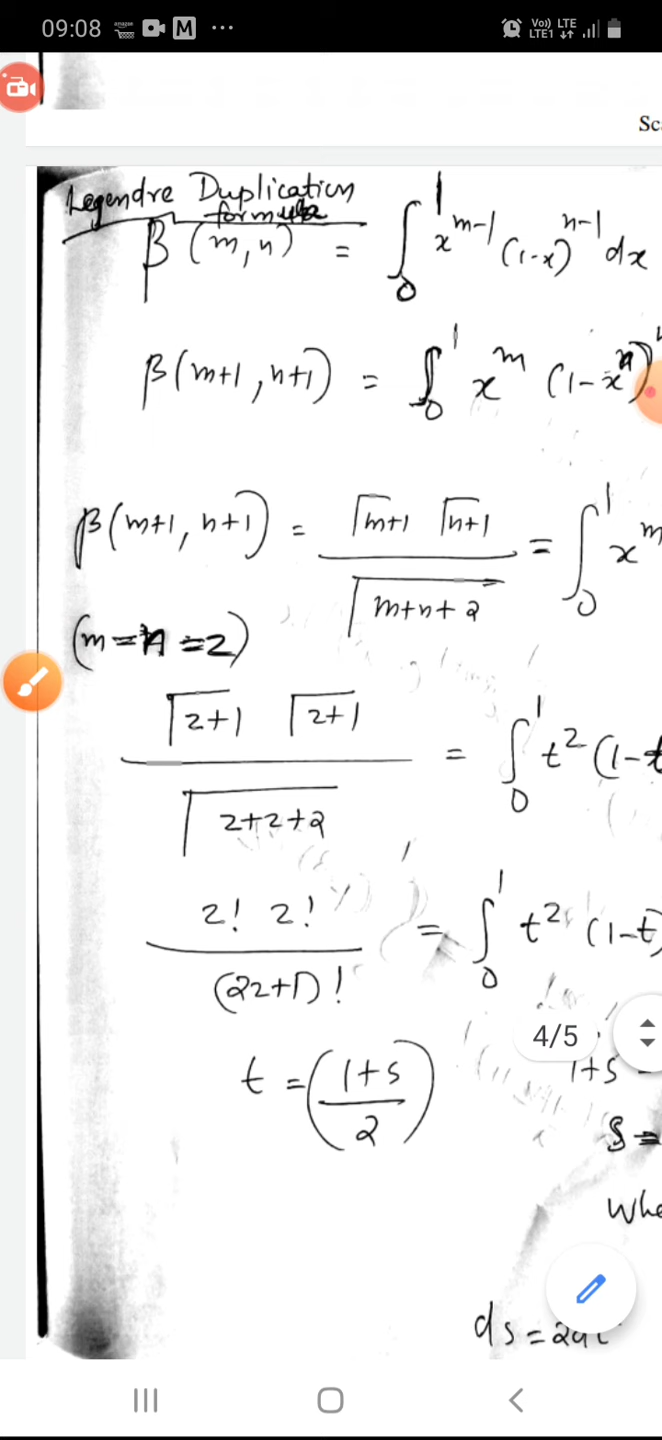 09:08 amazon M ... Vo)) LTE LTE1
Sc
Legendre Duplication
formula
β(m,n) = ∫₀¹ x^m-1 (1-x)^n-1 dx
β(m+1,n+1) = ∫₀¹ x^m (1-x^n)
β(m+1, n+1) = Γm+1 Γn+1 / Γm+n+2 = ∫₀¹ x^m
(m=n=z)
Γz+1 Γz+1 / Γz+z+2 = ∫₀¹ t^z (1-t
z! z! / (2z+1)! = ∫₀¹ t^z (1-t)
4/5
t = (1+s / 2) 1+s =
s =
Whe
ds = 2dt